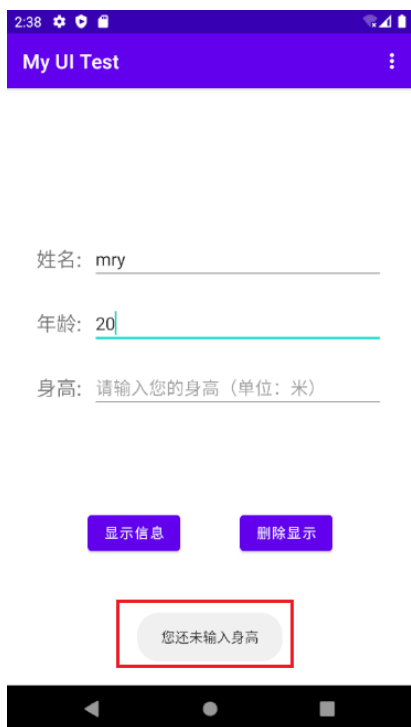 2:38
My UI Test
姓名: mry
年龄: 20
身高: 请输入您的身高（单位：米）
显示信息 删除显示
您还未输入身高